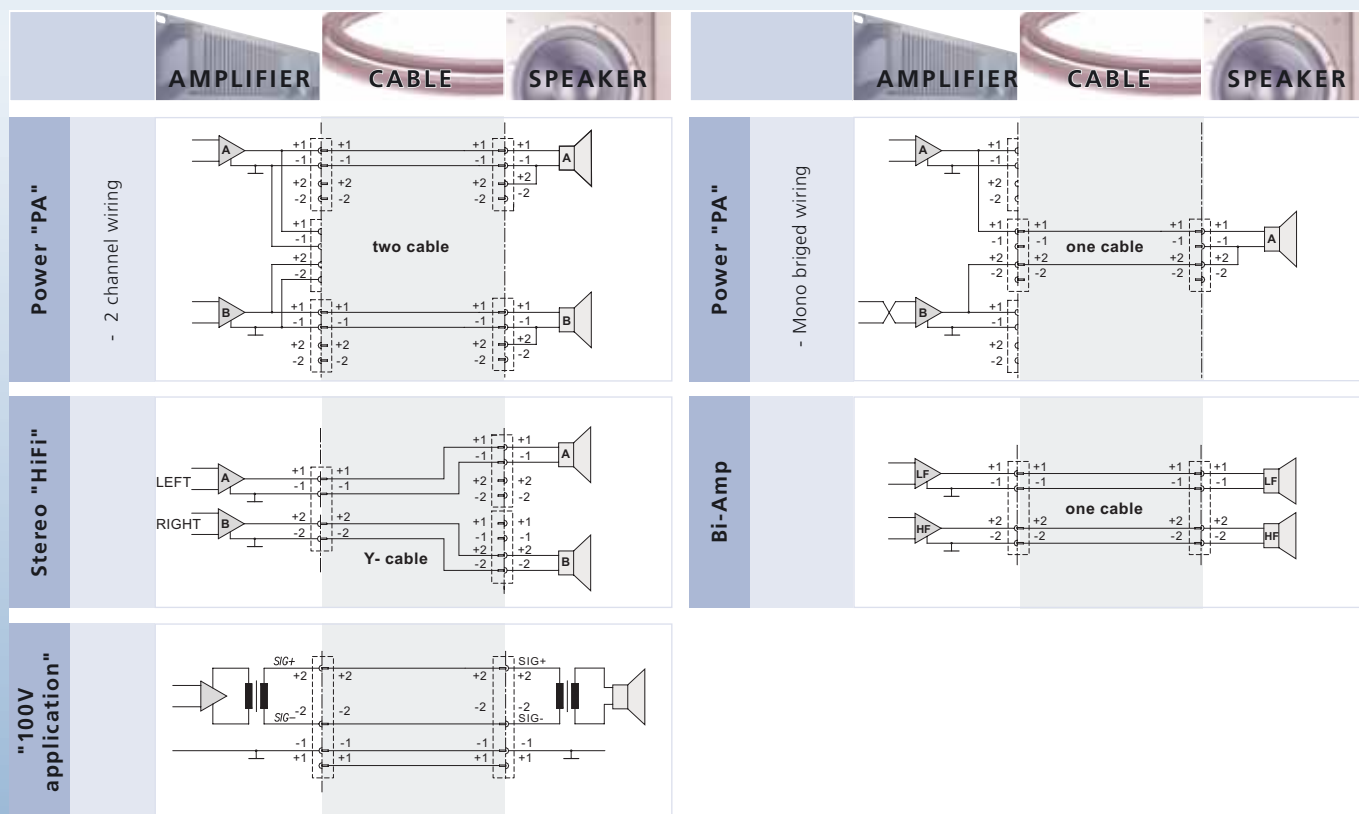 AMPLIFIER CABLE SPEAKER
Power "PA"
- 2 channel wiring
A
+1 +1 +1 +1
-1 -1 -1 -1
+2 +2 +2 +2
-2 -2 -2 -2
A
+1
-1
+2
-2
two cable
B
+1 +1 +1 +1
-1 -1 -1 -1
+2 +2 +2 +2
-2 -2 -2 -2
B
Stereo "HiFi"
LEFT
RIGHT
A
B
+1 +1
-1 -1
+2 +2
-2 -2
Y- cable
+1 +1
-1 -1
+2 +2
-2 -2
+1 +1
-1 -1
+2 +2
-2 -2
A
B
"100V
application"
SIG+ SIG+
+2 +2 +2 +2
-2 -2 -2 -2
SIG- SIG-
-1 -1 -1 -1
+1 +1 +1 +1
AMPLIFIER CABLE SPEAKER
Power "PA"
- Mono briged wiring
A
+1
-1
+2
-2
+1 +1 +1 +1
-1 -1 -1 -1
+2 +2 +2 +2
-2 -2 -2 -2
one cable
A
B
+1
-1
+2
-2
Bi-Amp
LF
+1 +1 +1 +1
-1 -1 -1 -1
LF
one cable
HF
+2 +2 +2 +2
-2 -2 -2 -2
HF